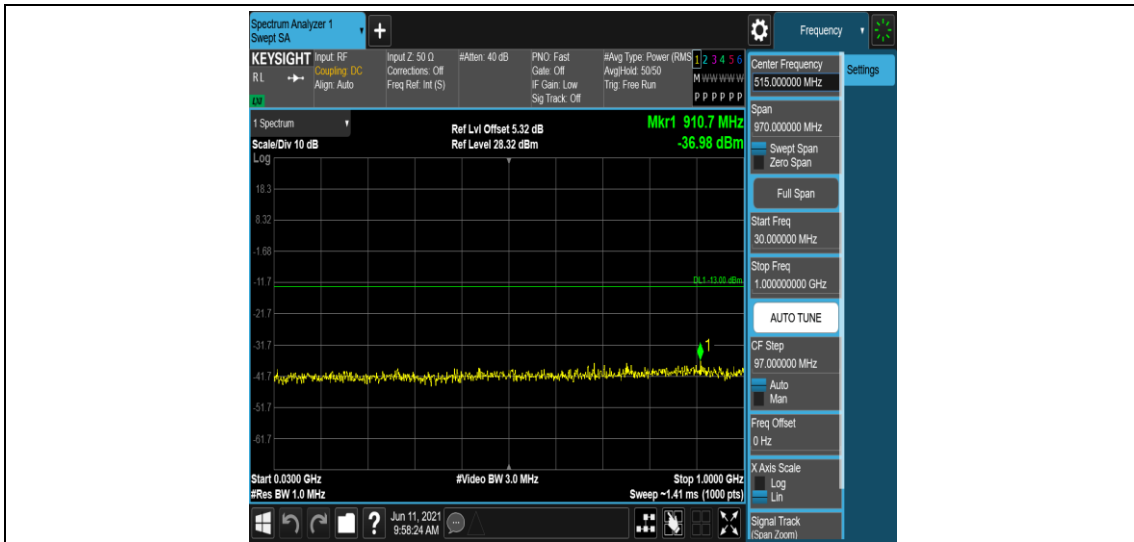 Spectrum Analyzer 1
Swept SA
Frequency
KEYSIGHT
RL
LXI
Input: RF
Coupling: DC
Align: Auto
Input Z: 50 Ω
Corrections: Off
Freq Ref: Int (S)
#Atten: 40 dB
PNO: Fast
Gate: Off
IF Gain: Low
Sig Track: Off
#Avg Type: Power (RMS
Avg|Hold: 50/50
Trig: Free Run
1 2 3 4 5 6
M W W W W W
P P P P P P
1 Spectrum
Scale/Div 10 dB
Log
Ref Lvl Offset 5.32 dB
Ref Level 28.32 dBm
Mkr1 910.7 MHz
-36.98 dBm
18.3
8.32
-1.68
-11.7
DL1 -13.00 dBm
-21.7
-31.7
1
-41.7
-51.7
-61.7
Start 0.0300 GHz
#Res BW 1.0 MHz
#Video BW 3.0 MHz
Stop 1.0000 GHz
Sweep ~1.41 ms (1000 pts)
Jun 11, 2021
9:58:24 AM
Center Frequency
515.000000 MHz
Settings
Span
970.000000 MHz
Swept Span
Zero Span
Full Span
Start Freq
30.000000 MHz
Stop Freq
1.000000000 GHz
AUTO TUNE
CF Step
97.000000 MHz
Auto
Man
Freq Offset
0 Hz
X Axis Scale
Log
Lin
Signal Track
(Span Zoom)